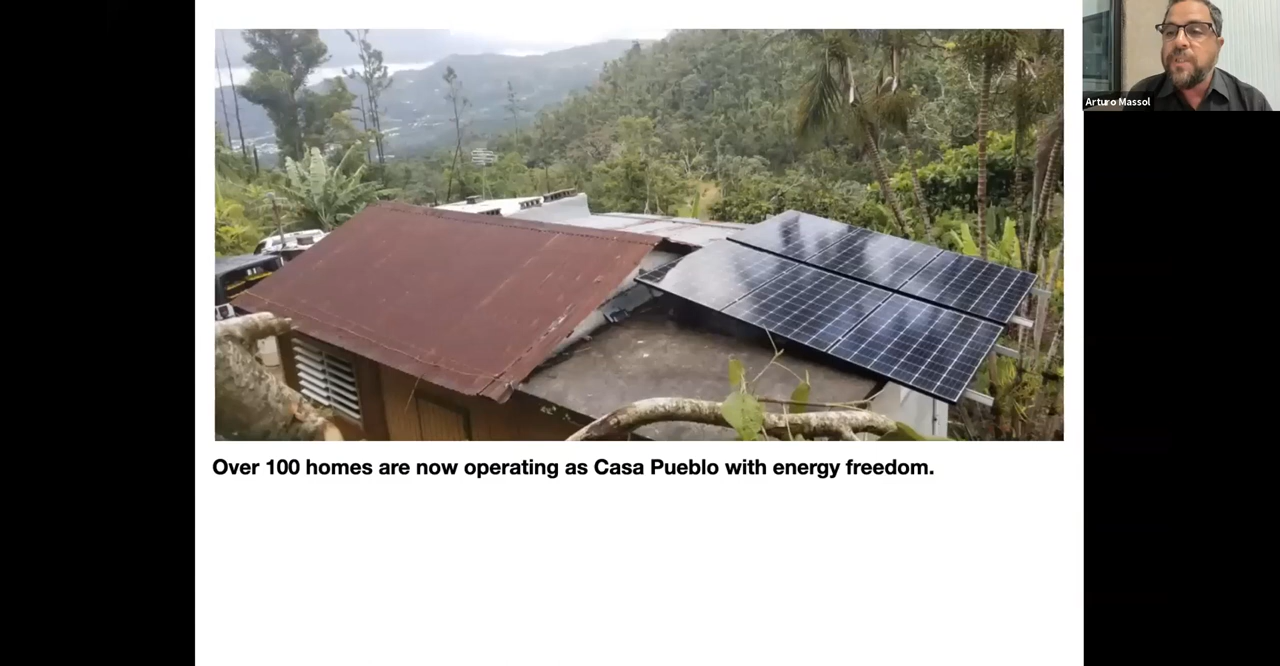 Arturo Massol
Over 100 homes are now operating as Casa Pueblo with energy freedom.